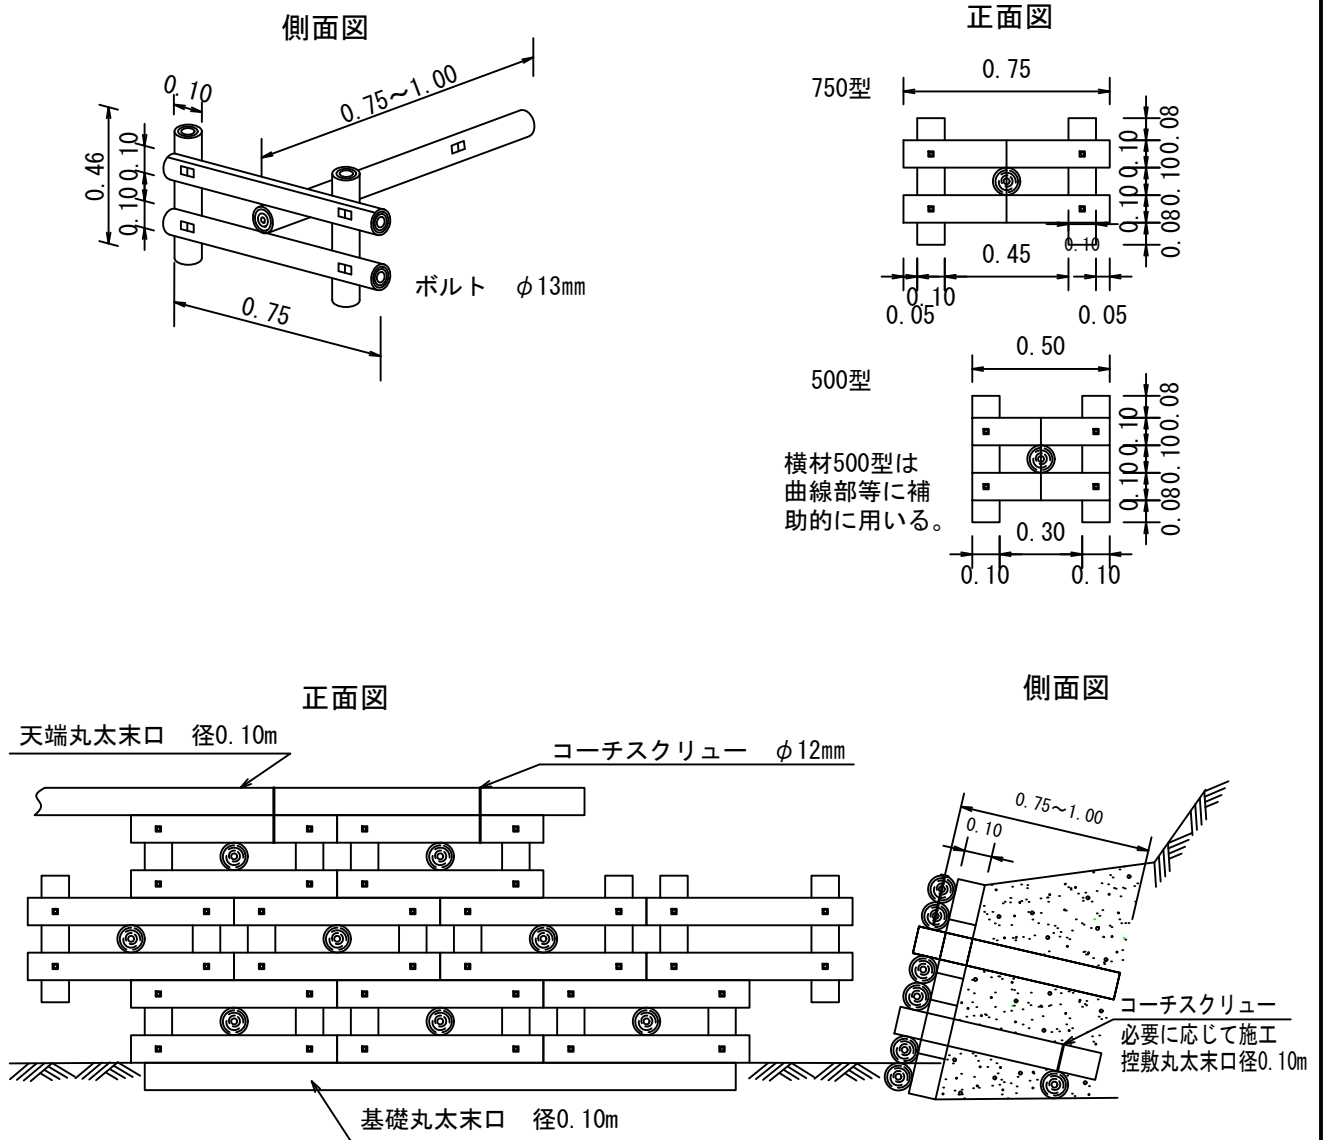 側面図
0.10
0.75～1.00
0.46
0.10
0.10
0.10
ボルト　φ13mm
0.75
正面図
750型
0.75
0.08
0.10
0.10
0.10
0.08
0.10
0.45
0.10
0.05
0.05
500型
0.50
0.08
0.10
0.10
0.10
0.08
横材500型は
曲線部等に補
助的に用いる。
0.30
0.10
0.10
正面図
天端丸太末口　径0.10m
コーチスクリュー　φ12mm
基礎丸太末口　径0.10m
側面図
0.75～1.00
0.10
コーチスクリュー
必要に応じて施工
控敷丸太末口径0.10m